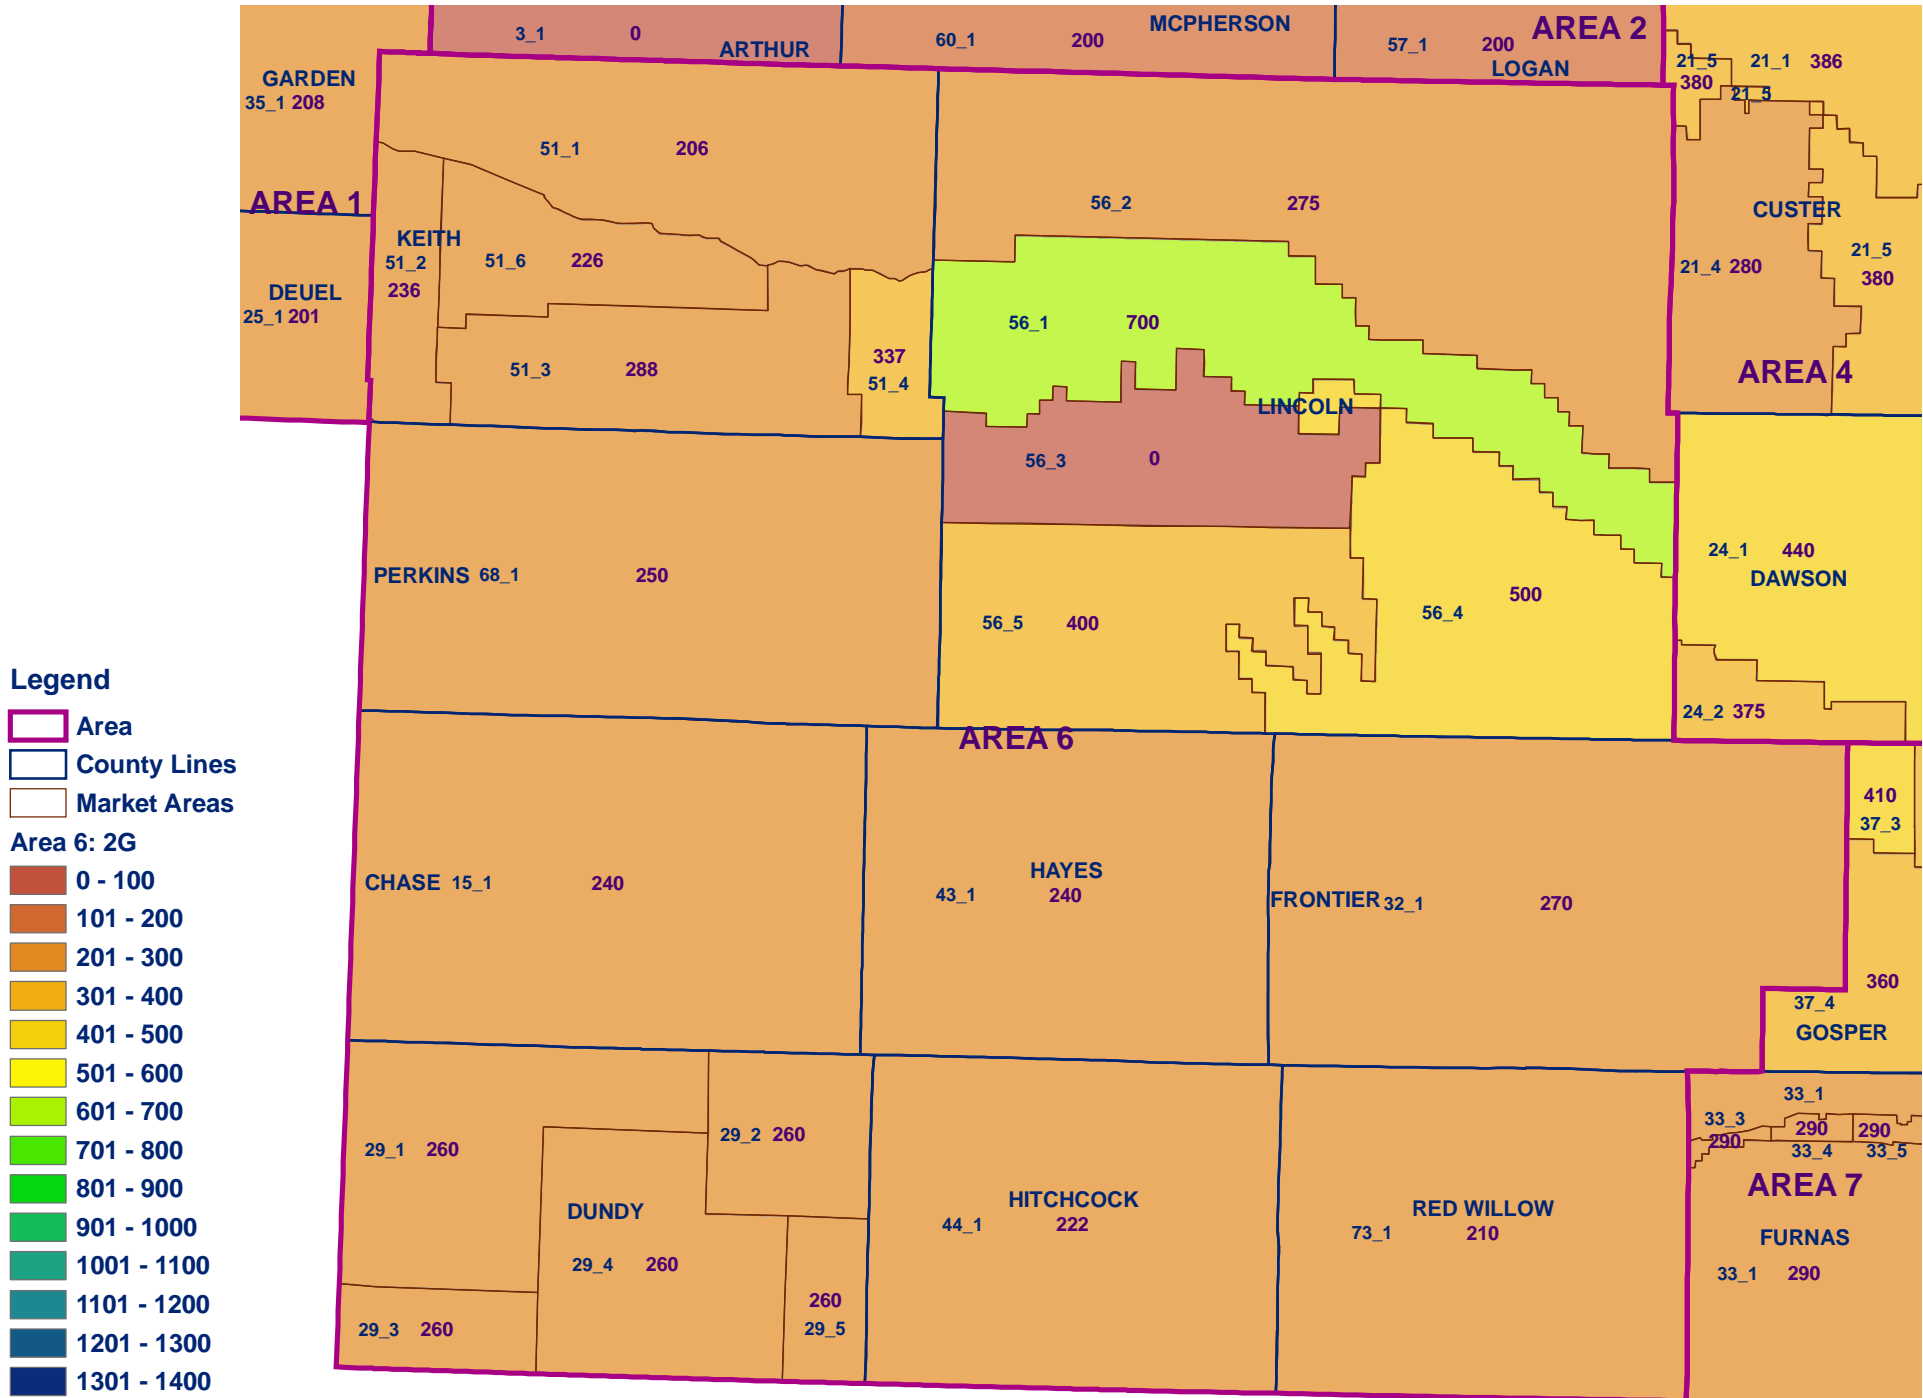 3_1 0 ARTHUR
60_1 200 MCPHERSON
57_1 200 LOGAN
AREA 2
21_5 380
21_1 386
21_5
GARDEN
35_1 208
51_1 206
56_2 275
AREA 1
KEITH
51_2
236
51_6 226
CUSTER
21_4 280
21_5
380
DEUEL
25_1 201
51_3 288
337
51_4
56_1 700
AREA 4
LINCOLN
56_3 0
24_1 440
DAWSON
PERKINS 68_1 250
56_5 400
56_4 500
24_2 375
AREA 6
410
37_3
CHASE 15_1 240
HAYES
43_1 240
FRONTIER 32_1 270
360
37_4
GOSPER
33_1
33_3
290
290
290
33_4
33_5
29_1 260
29_2 260
AREA 7
DUNDY
29_4 260
HITCHCOCK
44_1 222
RED WILLOW
73_1 210
FURNAS
33_1 290
29_3 260
260
29_5
Legend
Area
County Lines
Market Areas
Area 6: 2G
0 - 100
101 - 200
201 - 300
301 - 400
401 - 500
501 - 600
601 - 700
701 - 800
801 - 900
901 - 1000
1001 - 1100
1101 - 1200
1201 - 1300
1301 - 1400